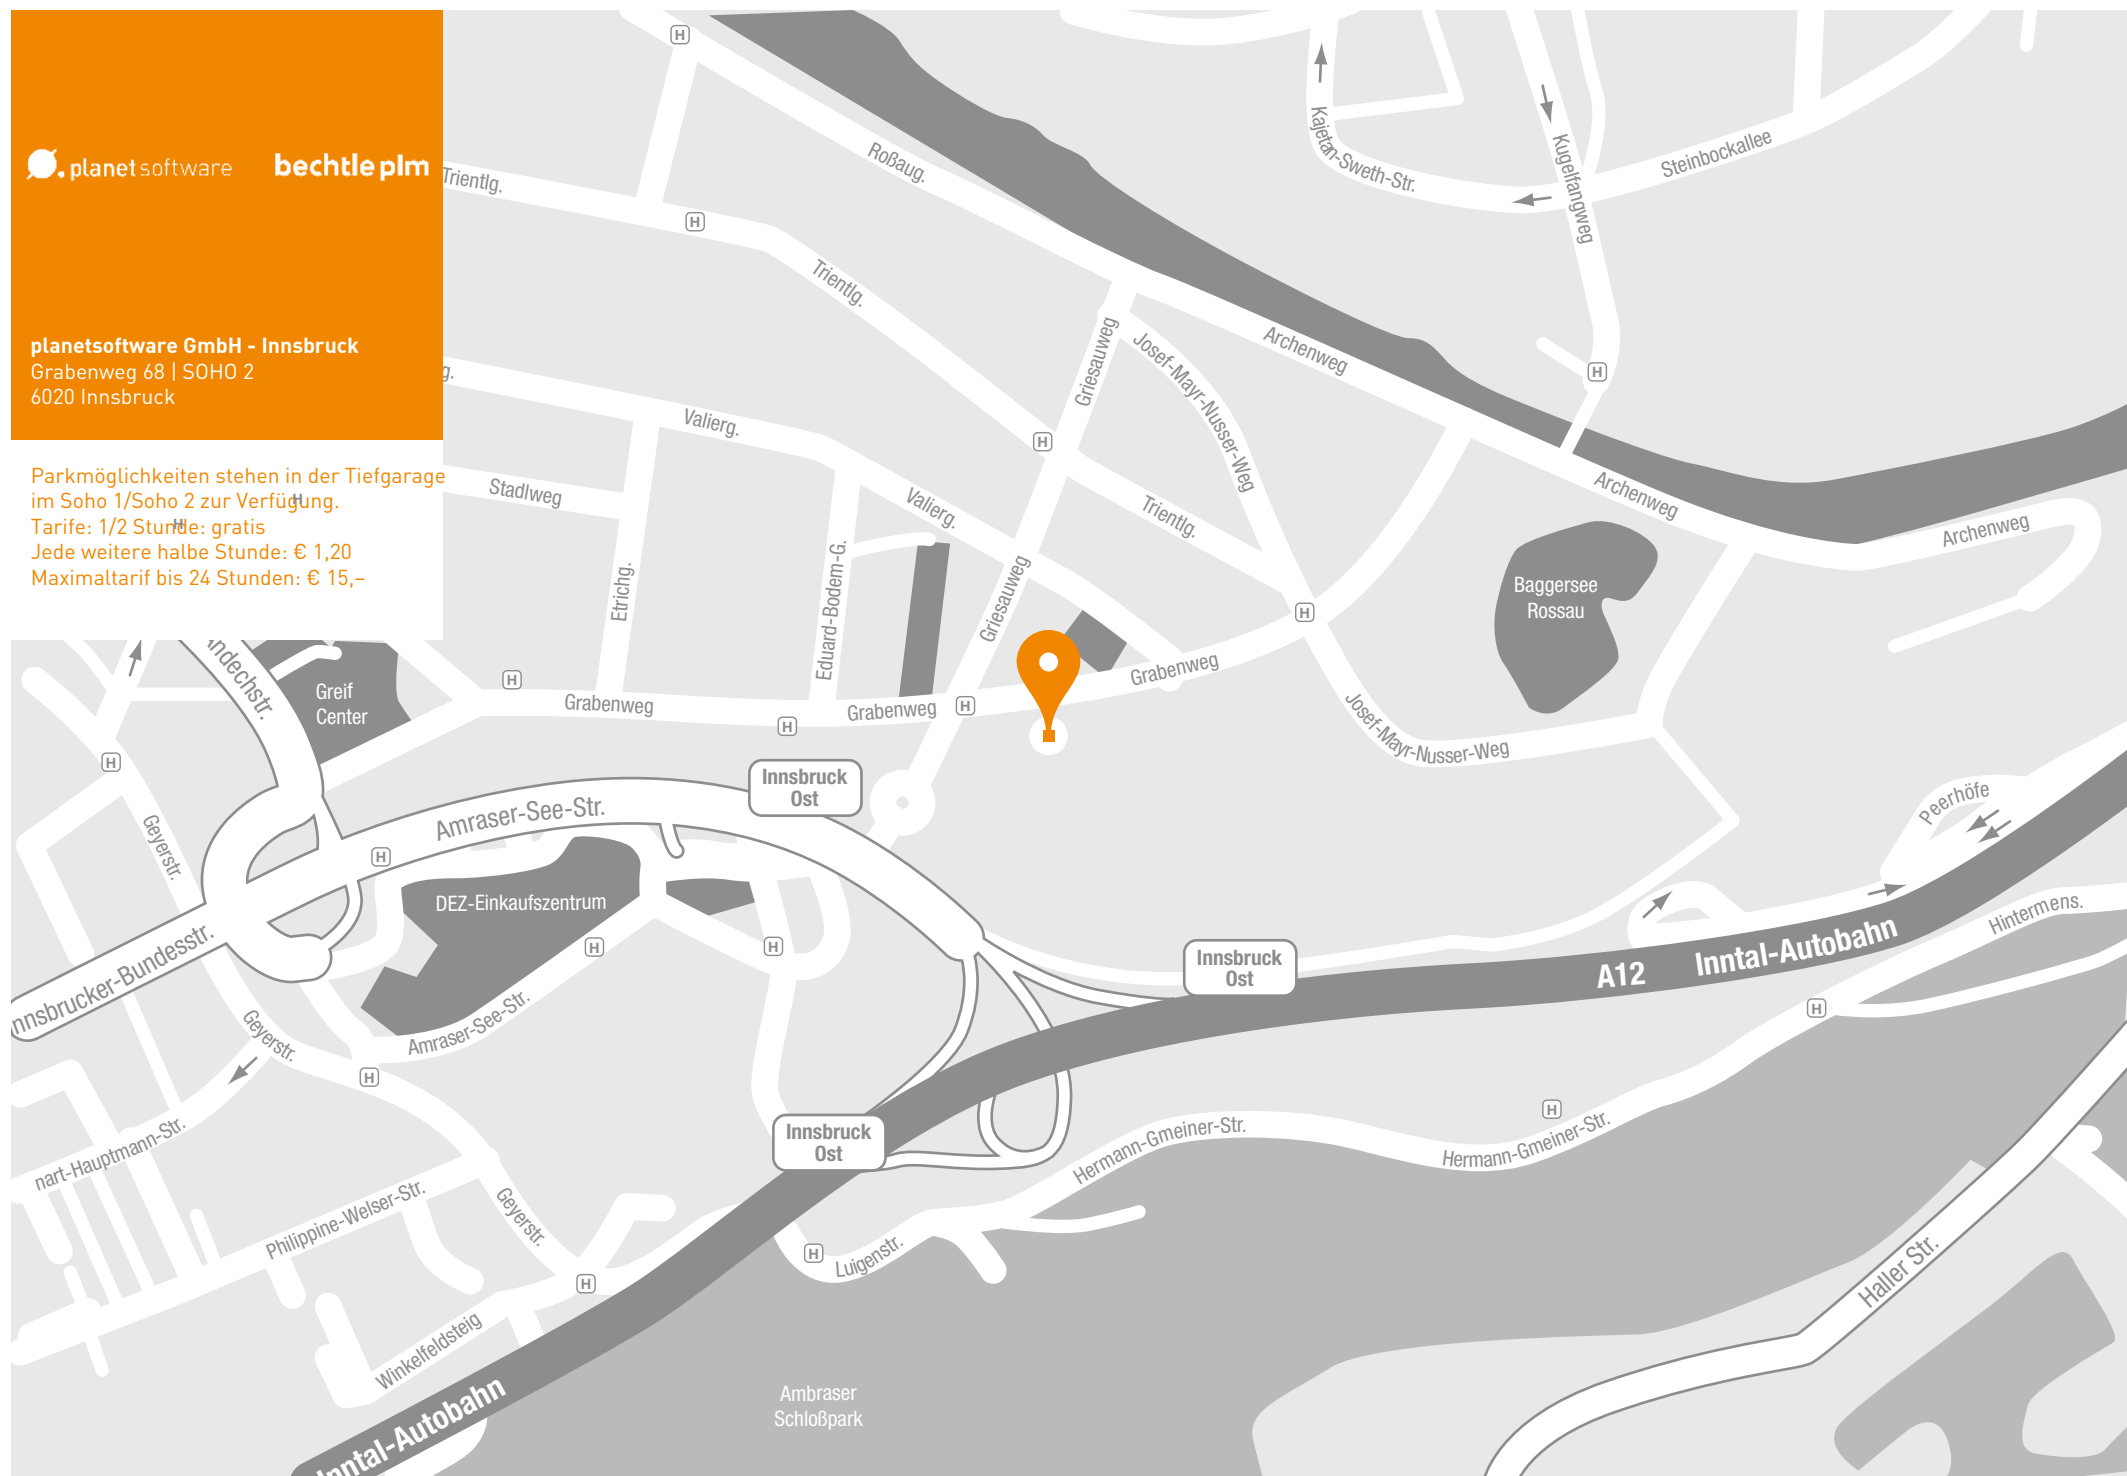 planetsoftware
bechtle plm
planetsoftware GmbH - Innsbruck
Grabenweg 68 | SOHO 2
6020 Innsbruck
Parkmöglichkeiten stehen in der Tiefgarage
im Soho 1/Soho 2 zur Verfügung.
Tarife: 1/2 Stunde: gratis
Jede weitere halbe Stunde: € 1,20
Maximaltarif bis 24 Stunden: € 15,–
H
H
H
Roßaug.
Trientlg.
H
Trientlg.
Kajetan-Sweth-Str.
Kugelfangweg
Steinbockallee
Griesauweg
Josef-Mayr-Nusser-Weg
Archenweg
H
g.
Valierg.
H
Stadlweg
Valierg.
Trientlg.
Archenweg
Archenweg
Etrichg.
Eduard-Bodem-G.
Griesauweg
H
Baggersee
Rossau
ndechstr.
Greif
Center
H
Grabenweg
H
Grabenweg
H
Grabenweg
Josef-Mayr-Nusser-Weg
H
Innsbruck
Ost
Peerhöfe
Geyerstr.
Amraser-See-Str.
H
DEZ-Einkaufszentrum
H
H
Innsbruck
Ost
A12
Inntal-Autobahn
Hintermens.
nnsbrucker-Bundesstr.
Geyerstr.
Amraser-See-Str.
H
H
H
Innsbruck
Ost
Hermann-Gmeiner-Str.
Hermann-Gmeiner-Str.
nart-Hauptmann-Str.
Philippine-Welser-Str.
Geyerstr.
H
Luigenstr.
H
Haller Str.
Winkelfeldsteig
Inntal-Autobahn
Ambraser
Schloßpark